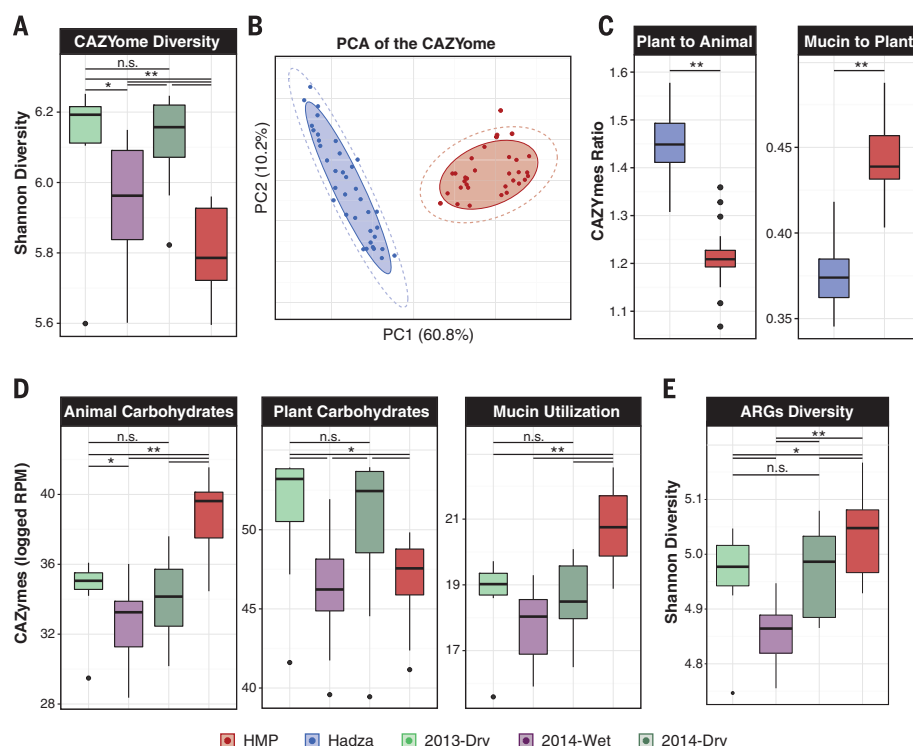 A
CAZYome Diversity
Shannon Diversity
6.2
6.0
5.8
5.6
n.s.
**
*
B
PCA of the CAZYome
PC2 (10.2%)
PC1 (60.8%)
C
Plant to Animal
CAZYmes Ratio
1.6
1.5
1.4
1.3
1.2
1.1
**
Mucin to Plant
0.45
0.40
0.35
**
D
Animal Carbohydrates
CAZymes (logged RPM)
40
36
32
28
n.s.
**
*
Plant Carbohydrates
50
45
40
n.s.
*
Mucin Utilization
21
19
17
n.s.
**
E
ARGs Diversity
Shannon Diversity
5.1
5.0
4.9
4.8
**
*
n.s.
HMP Hadza 2013-Dry 2014-Wet 2014-Dry